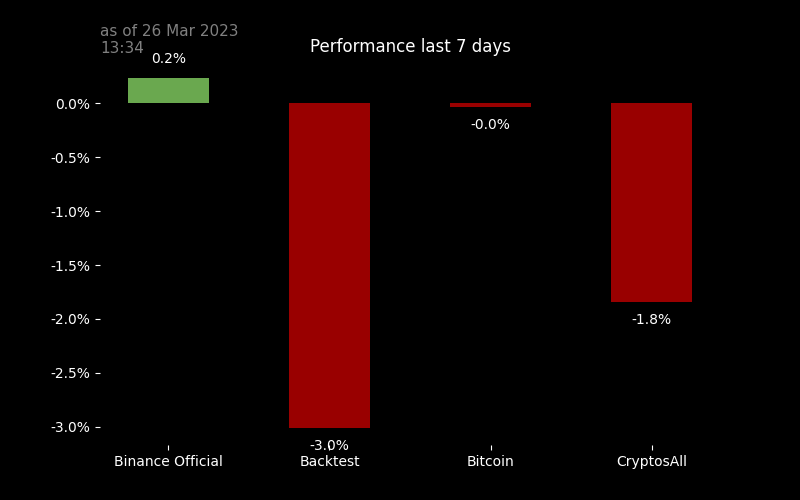 as of 26 Mar 2023
13:34
Performance last 7 days
0.2%
0.0%
-0.0%
-0.5%
-1.0%
-1.5%
-2.0%
-1.8%
-2.5%
-3.0%
-3.0%
Binance Official
Backtest
Bitcoin
CryptosAll